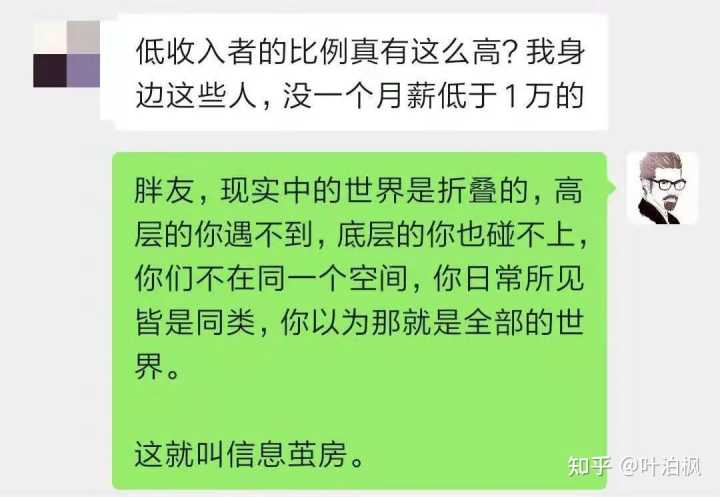 低收入者的比例真有这么高?我身
边这些人,没一个月薪低于1万的
胖友,现实中的世界是折叠的,高
层的你遇不到,底层的你也碰不上,
你们不在同一个空间,你日常所见
皆是同类,你以为那就是全部的世
界。
这就叫信息茧房。
知乎 @叶泊枫